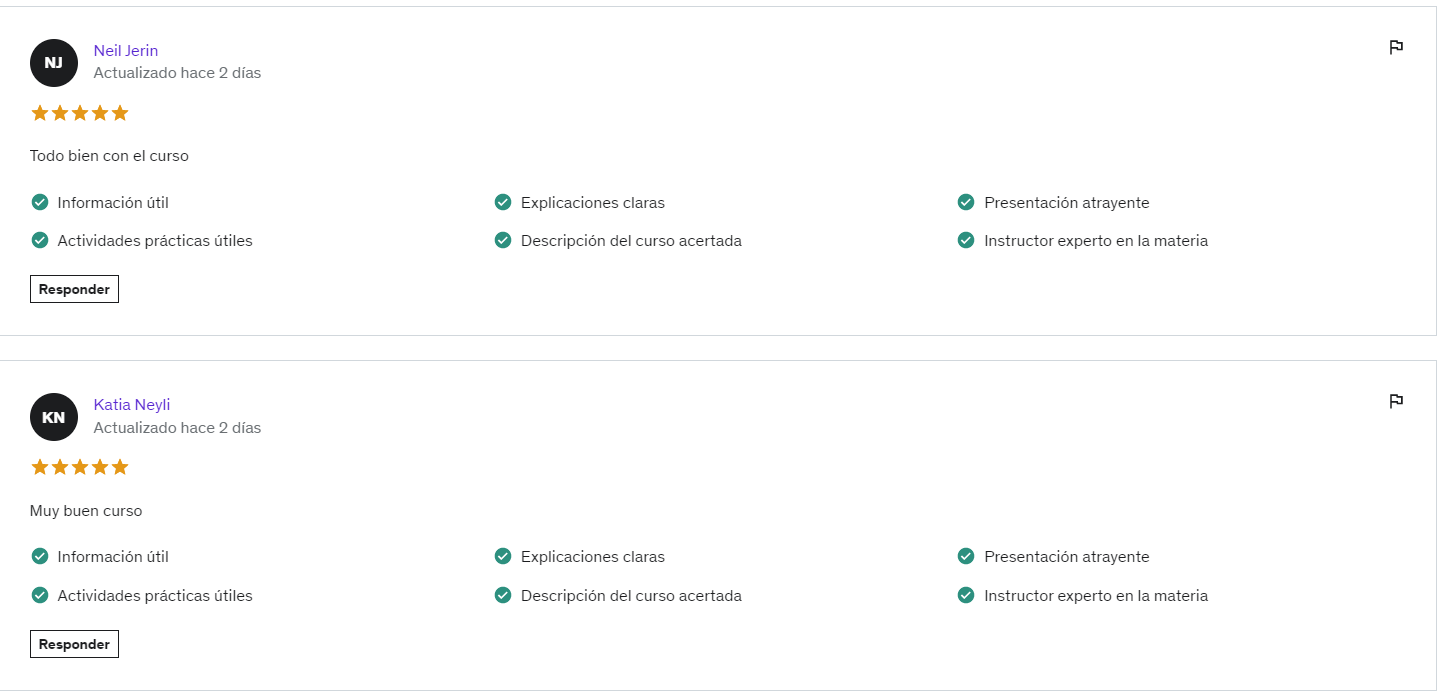 NJ
Neil Jerin
Actualizado hace 2 días
Todo bien con el curso
Información útil
Explicaciones claras
Presentación atrayente
Actividades prácticas útiles
Descripción del curso acertada
Instructor experto en la materia
Responder
KN
Katia Neyli
Actualizado hace 2 días
Muy buen curso
Información útil
Explicaciones claras
Presentación atrayente
Actividades prácticas útiles
Descripción del curso acertada
Instructor experto en la materia
Responder